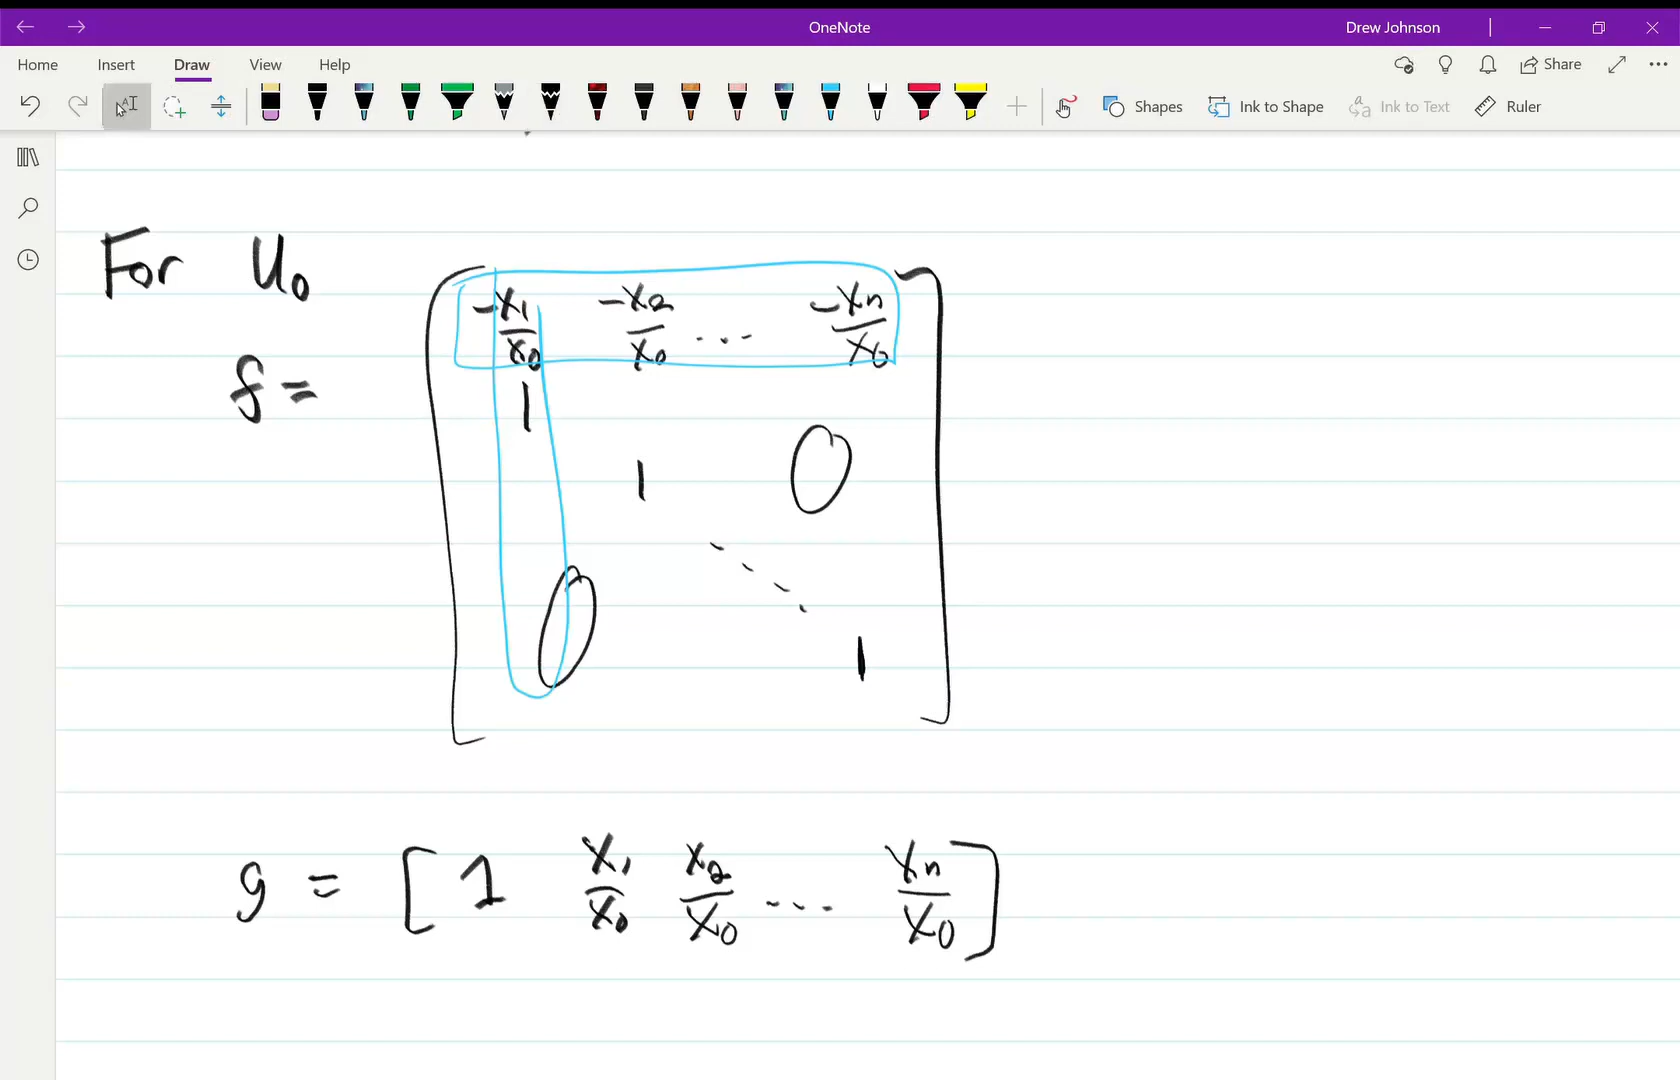 OneNote
Drew Johnson
Home Insert Draw View Help
Share
Shapes Ink to Shape Ink to Text Ruler
For U₀
f = [ -x₁/x₀ -x₂/x₀ ... -xₙ/x₀
1
1 0
⋱
0 1 ]
g = [ 1 x₁/x₀ x₂/x₀ ... xₙ/x₀ ]